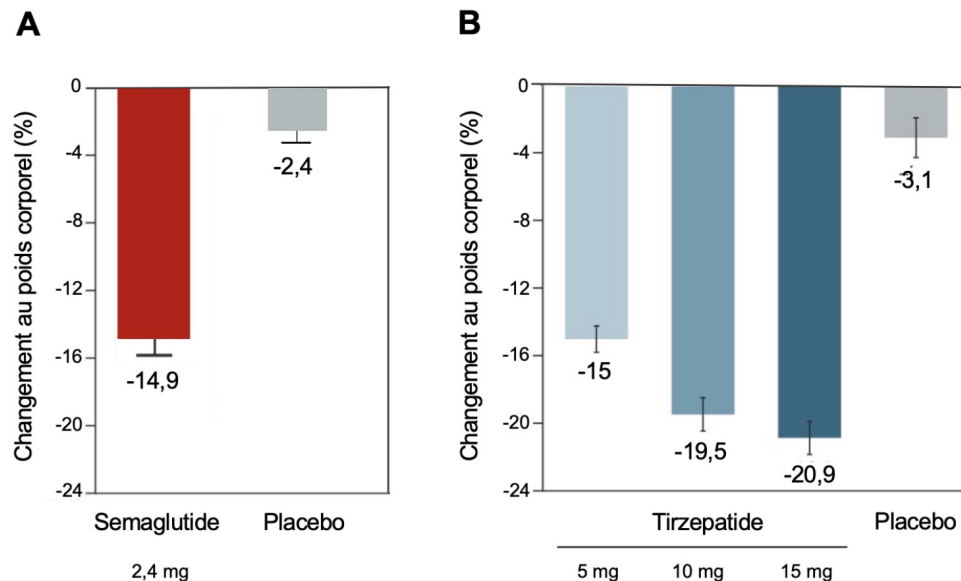 A
Changement au poids corporel (%)
0
-4
-8
-12
-16
-20
-24
-14,9
-2,4
Semaglutide
Placebo
2,4 mg
B
Changement au poids corporel (%)
0
-4
-8
-12
-16
-20
-24
-15
-19,5
-20,9
-3,1
Tirzepatide
Placebo
5 mg
10 mg
15 mg